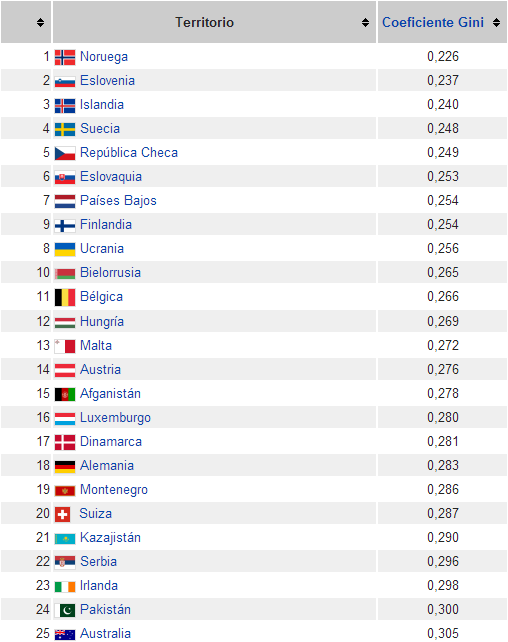 Territorio Coeficiente Gini
1 Noruega 0,226
2 Eslovenia 0,237
3 Islandia 0,240
4 Suecia 0,248
5 República Checa 0,249
6 Eslovaquia 0,253
7 Países Bajos 0,254
9 Finlandia 0,254
8 Ucrania 0,256
10 Bielorrusia 0,265
11 Bélgica 0,266
12 Hungría 0,269
13 Malta 0,272
14 Austria 0,276
15 Afganistán 0,278
16 Luxemburgo 0,280
17 Dinamarca 0,281
18 Alemania 0,283
19 Montenegro 0,286
20 Suiza 0,287
21 Kazajistán 0,290
22 Serbia 0,296
23 Irlanda 0,298
24 Pakistán 0,300
25 Australia 0,305